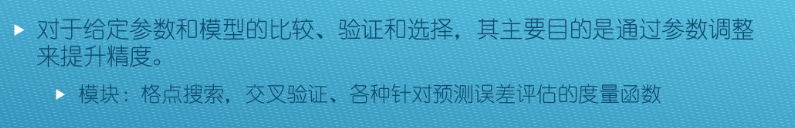 对于给定参数和模型的比较、验证和选择，其主要目的是通过参数调整
来提升精度。
模块：格点搜索，交叉验证、各种针对预测误差评估的度量函数